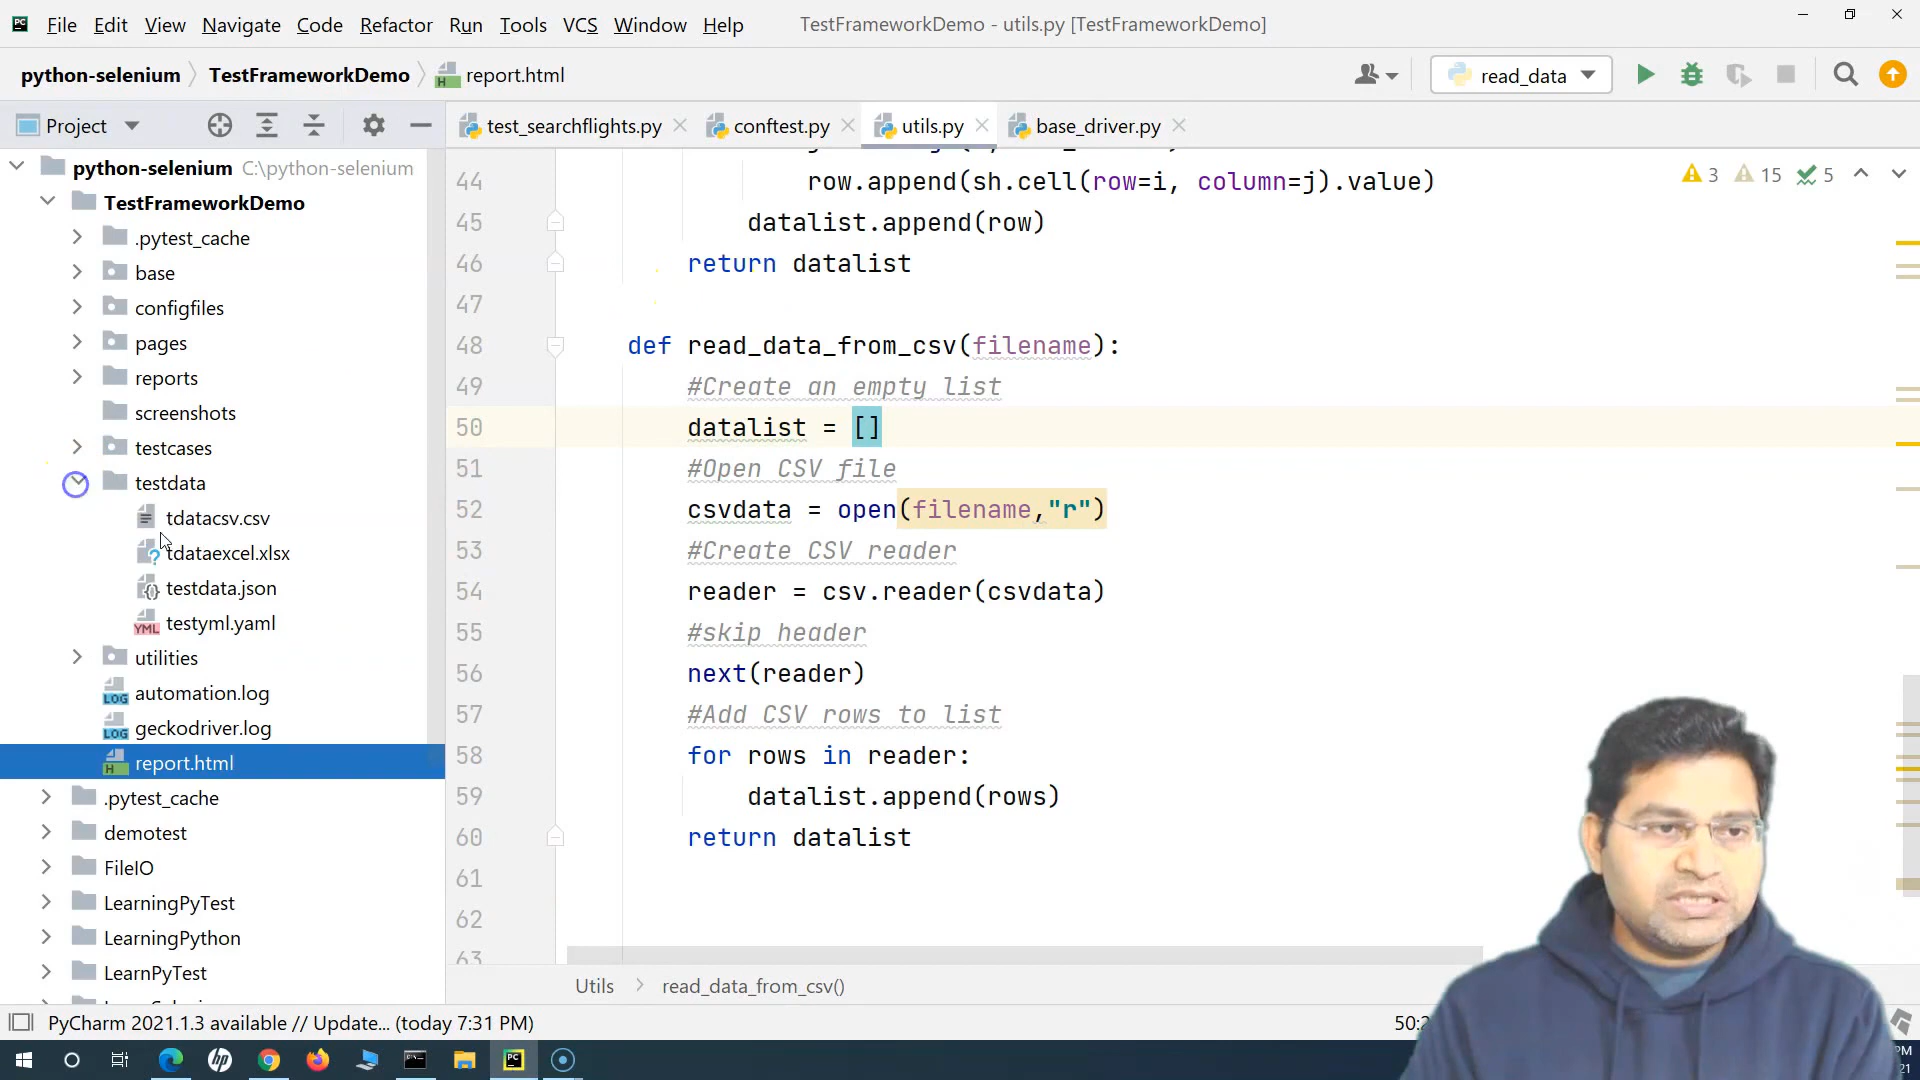 File Edit View Navigate Code Refactor Run Tools VCS Window Help TestFrameworkDemo - utils.py [TestFrameworkDemo]
python-selenium TestFrameworkDemo report.html read_data
Project
test_searchflights.py conftest.py utils.py base_driver.py
python-selenium C:\python-selenium
TestFrameworkDemo
.pytest_cache
base
configfiles
pages
reports
screenshots
testcases
testdata
tdatacsv.csv
tdataexcel.xlsx
testdata.json
testyml.yaml
utilities
automation.log
geckodriver.log
report.html
.pytest_cache
demotest
FileIO
LearningPyTest
LearningPython
LearnPyTest
3 15 5
44 row.append(sh.cell(row=i, column=j).value)
45 datalist.append(row)
46 return datalist
47
48 def read_data_from_csv(filename):
49 #Create an empty list
50 datalist = []
51 #Open CSV file
52 csvdata = open(filename,"r")
53 #Create CSV reader
54 reader = csv.reader(csvdata)
55 #skip header
56 next(reader)
57 #Add CSV rows to list
58 for rows in reader:
59 datalist.append(rows)
60 return datalist
61
62
63
Utils read_data_from_csv()
PyCharm 2021.1.3 available // Update... (today 7:31 PM)